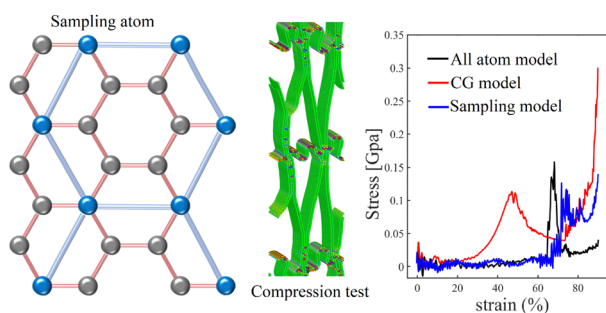 Sampling atom
Compression test
All atom model
CG model
Sampling model
Stress [Gpa]
0.35
0.3
0.25
0.2
0.15
0.1
0.05
0
0
20
40
60
80
strain (%)